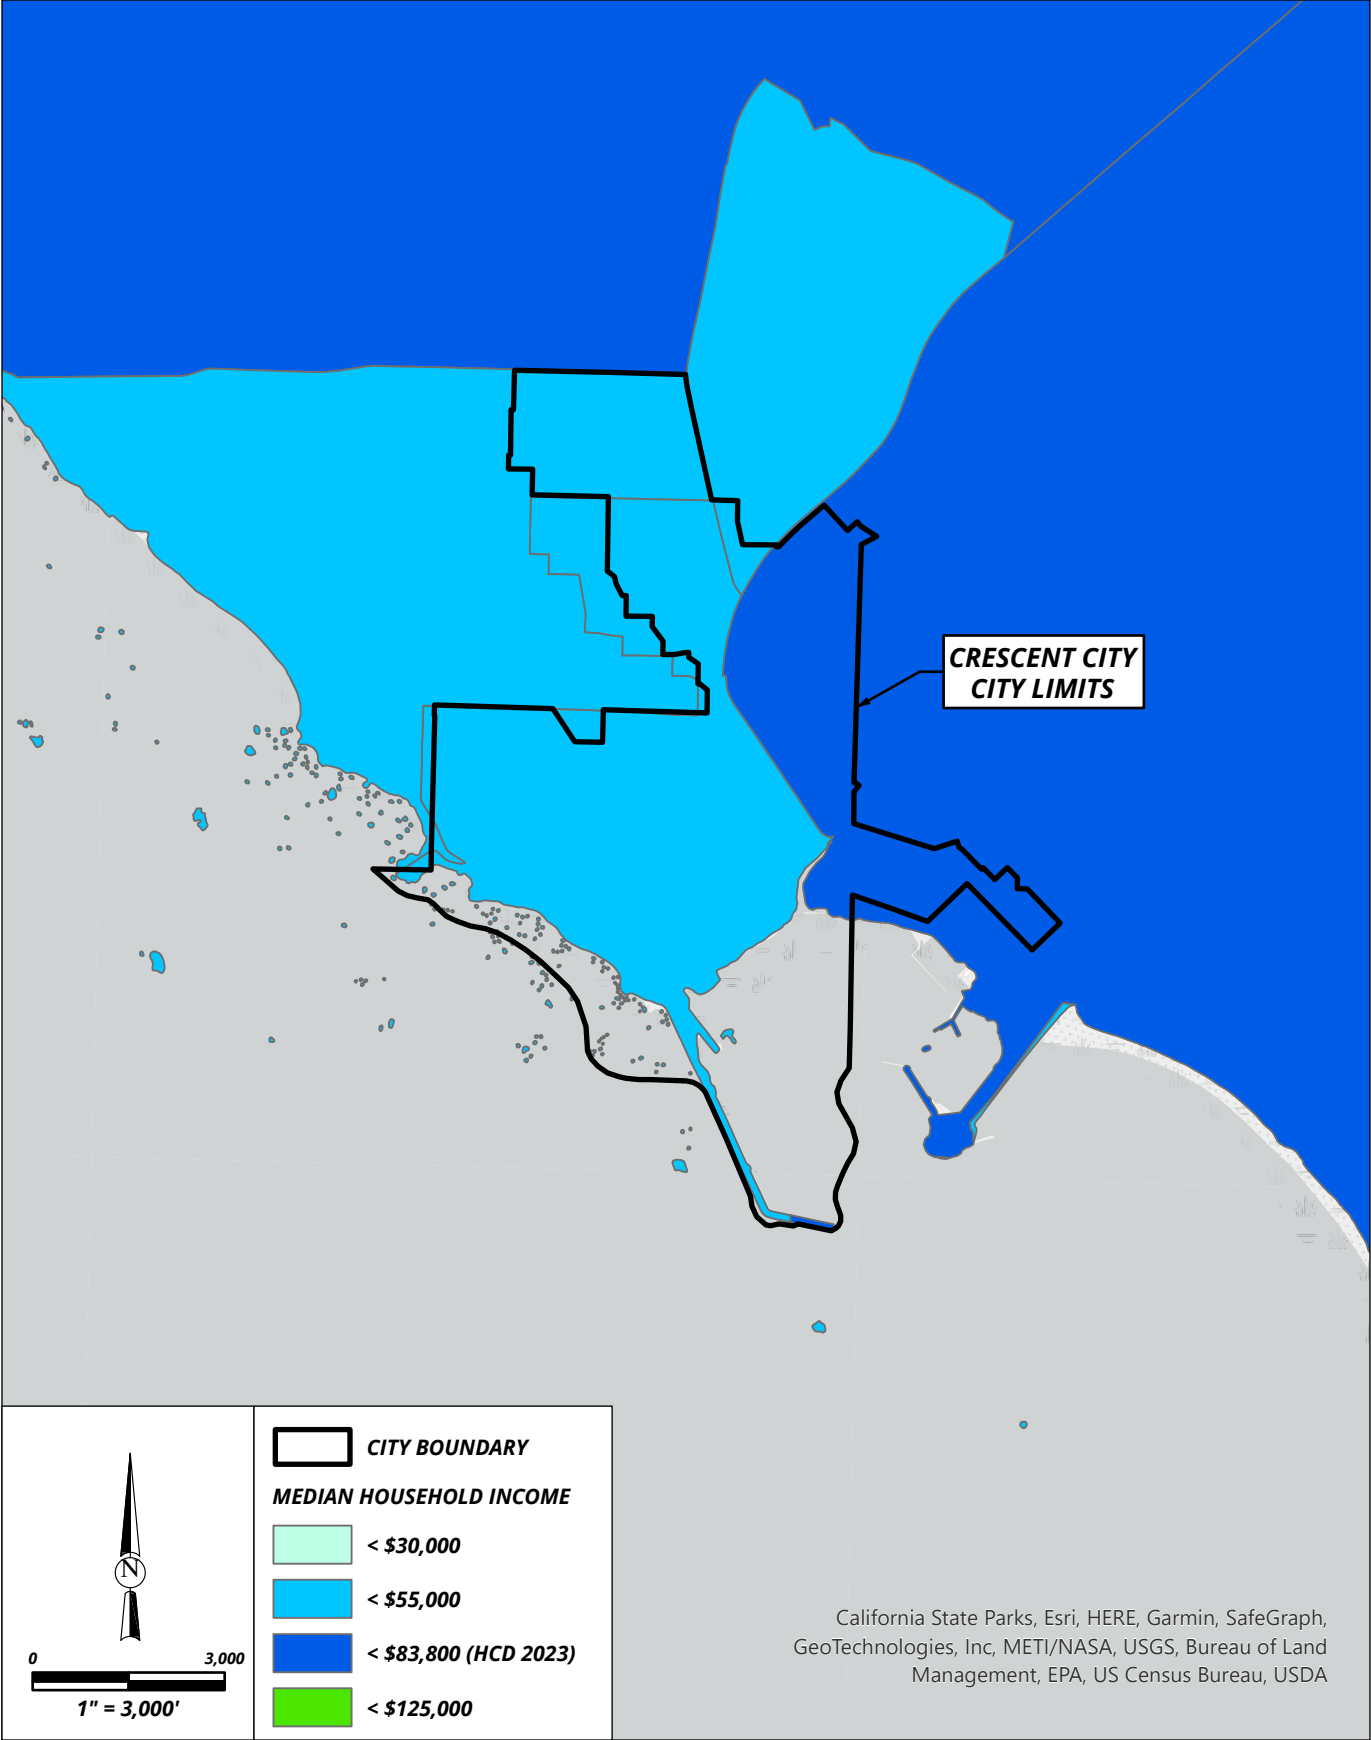 CRESCENT CITY
CITY LIMITS
CITY BOUNDARY
MEDIAN HOUSEHOLD INCOME
< $30,000
< $55,000
< $83,800 (HCD 2023)
< $125,000
N
0 3,000
1" = 3,000'
California State Parks, Esri, HERE, Garmin, SafeGraph,
GeoTechnologies, Inc, METI/NASA, USGS, Bureau of Land
Management, EPA, US Census Bureau, USDA